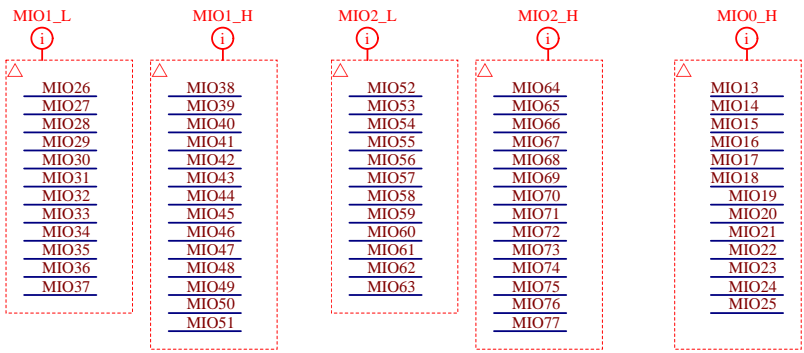 MIO1_L
i
MIO26
MIO27
MIO28
MIO29
MIO30
MIO31
MIO32
MIO33
MIO34
MIO35
MIO36
MIO37
MIO1_H
i
MIO38
MIO39
MIO40
MIO41
MIO42
MIO43
MIO44
MIO45
MIO46
MIO47
MIO48
MIO49
MIO50
MIO51
MIO2_L
i
MIO52
MIO53
MIO54
MIO55
MIO56
MIO57
MIO58
MIO59
MIO60
MIO61
MIO62
MIO63
MIO2_H
i
MIO64
MIO65
MIO66
MIO67
MIO68
MIO69
MIO70
MIO71
MIO72
MIO73
MIO74
MIO75
MIO76
MIO77
MIO0_H
i
MIO13
MIO14
MIO15
MIO16
MIO17
MIO18
MIO19
MIO20
MIO21
MIO22
MIO23
MIO24
MIO25